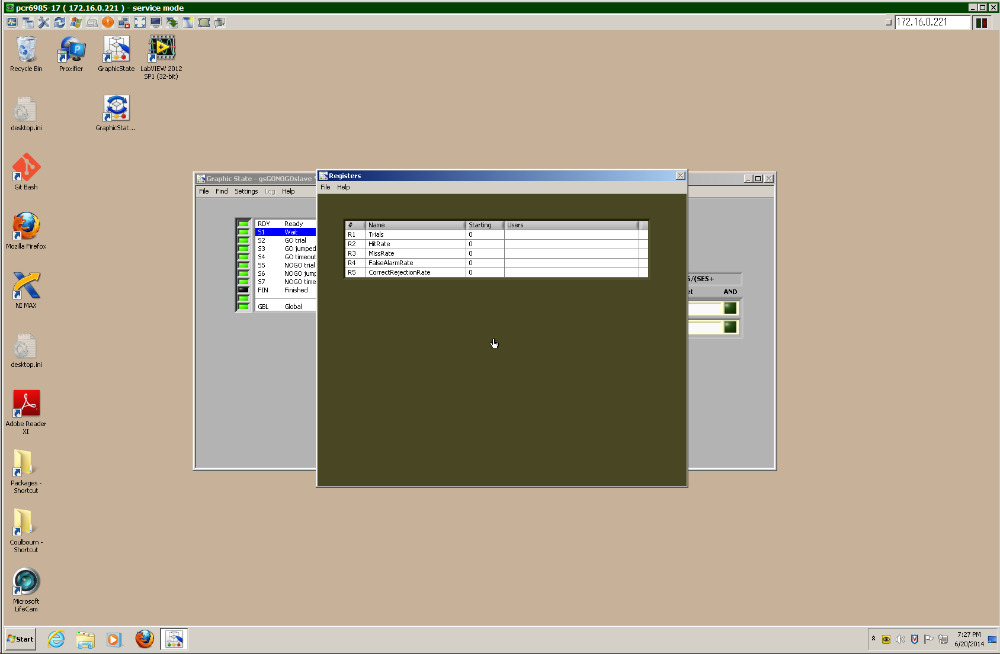 pcr6985-17 ( 172.16.0.221 ) - service mode
172.16.0.221
Recycle Bin
Proxifier
GraphicState
LabVIEW 2012
SP1 (32-bit)
desktop.ini
GraphicStat...
Git Bash
Mozilla Firefox
NI MAX
desktop.ini
Adobe Reader
XI
Packages -
Shortcut
Coulbourn -
Shortcut
Microsoft
LifeCam
Graphic State - gsGONOGOslave *
File Find Settings Log Help
RDY Ready
S1 Wait
S2 GO trial
S3 GO jumped
S4 GO timeout
S5 NOGO trial
S6 NOGO jump
S7 NOGO time
FIN Finished
GBL Global
Registers
File Help
# Name Starting Users
R1 Trials 0
R2 HitRate 0
R3 MissRate 0
R4 FalseAlarmRate 0
R5 CorrectRejectionRate 0
/(SE5+
et AND
Start
7:27 PM
6/20/2014